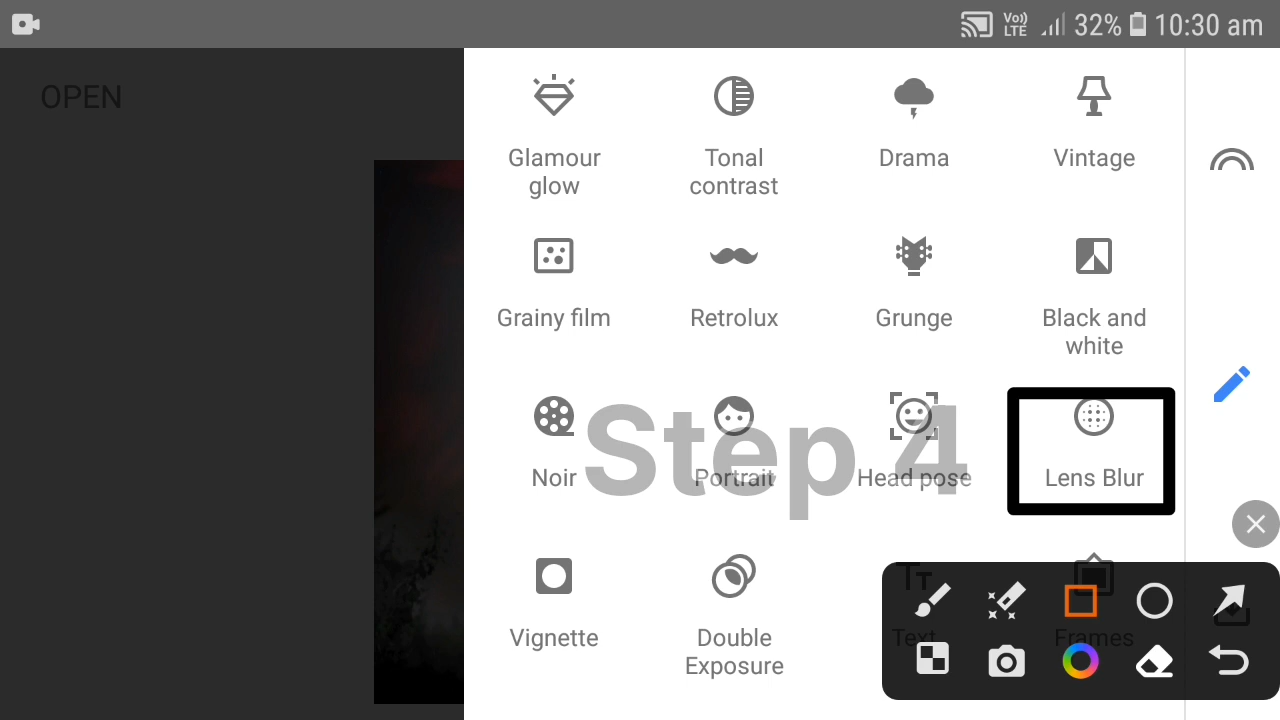 Vo))
LTE
32%
10:30 am
OPEN
Glamour
glow
Tonal
contrast
Drama
Vintage
Grainy film
Retrolux
Grunge
Black and
white
Noir
Portrait
Head pose
Lens Blur
Step 4
Vignette
Double
Exposure
Text
Frames